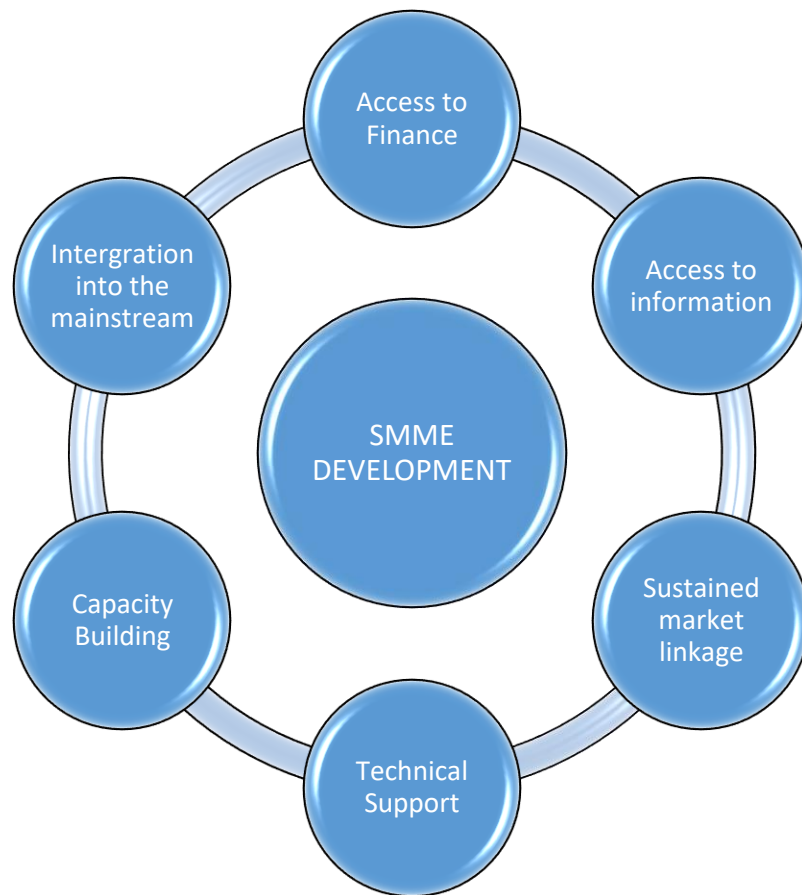 Access to
Finance
Access to
information
Sustained
market
linkage
Technical
Support
Capacity
Building
Intergration
into the
mainstream
SMME
DEVELOPMENT